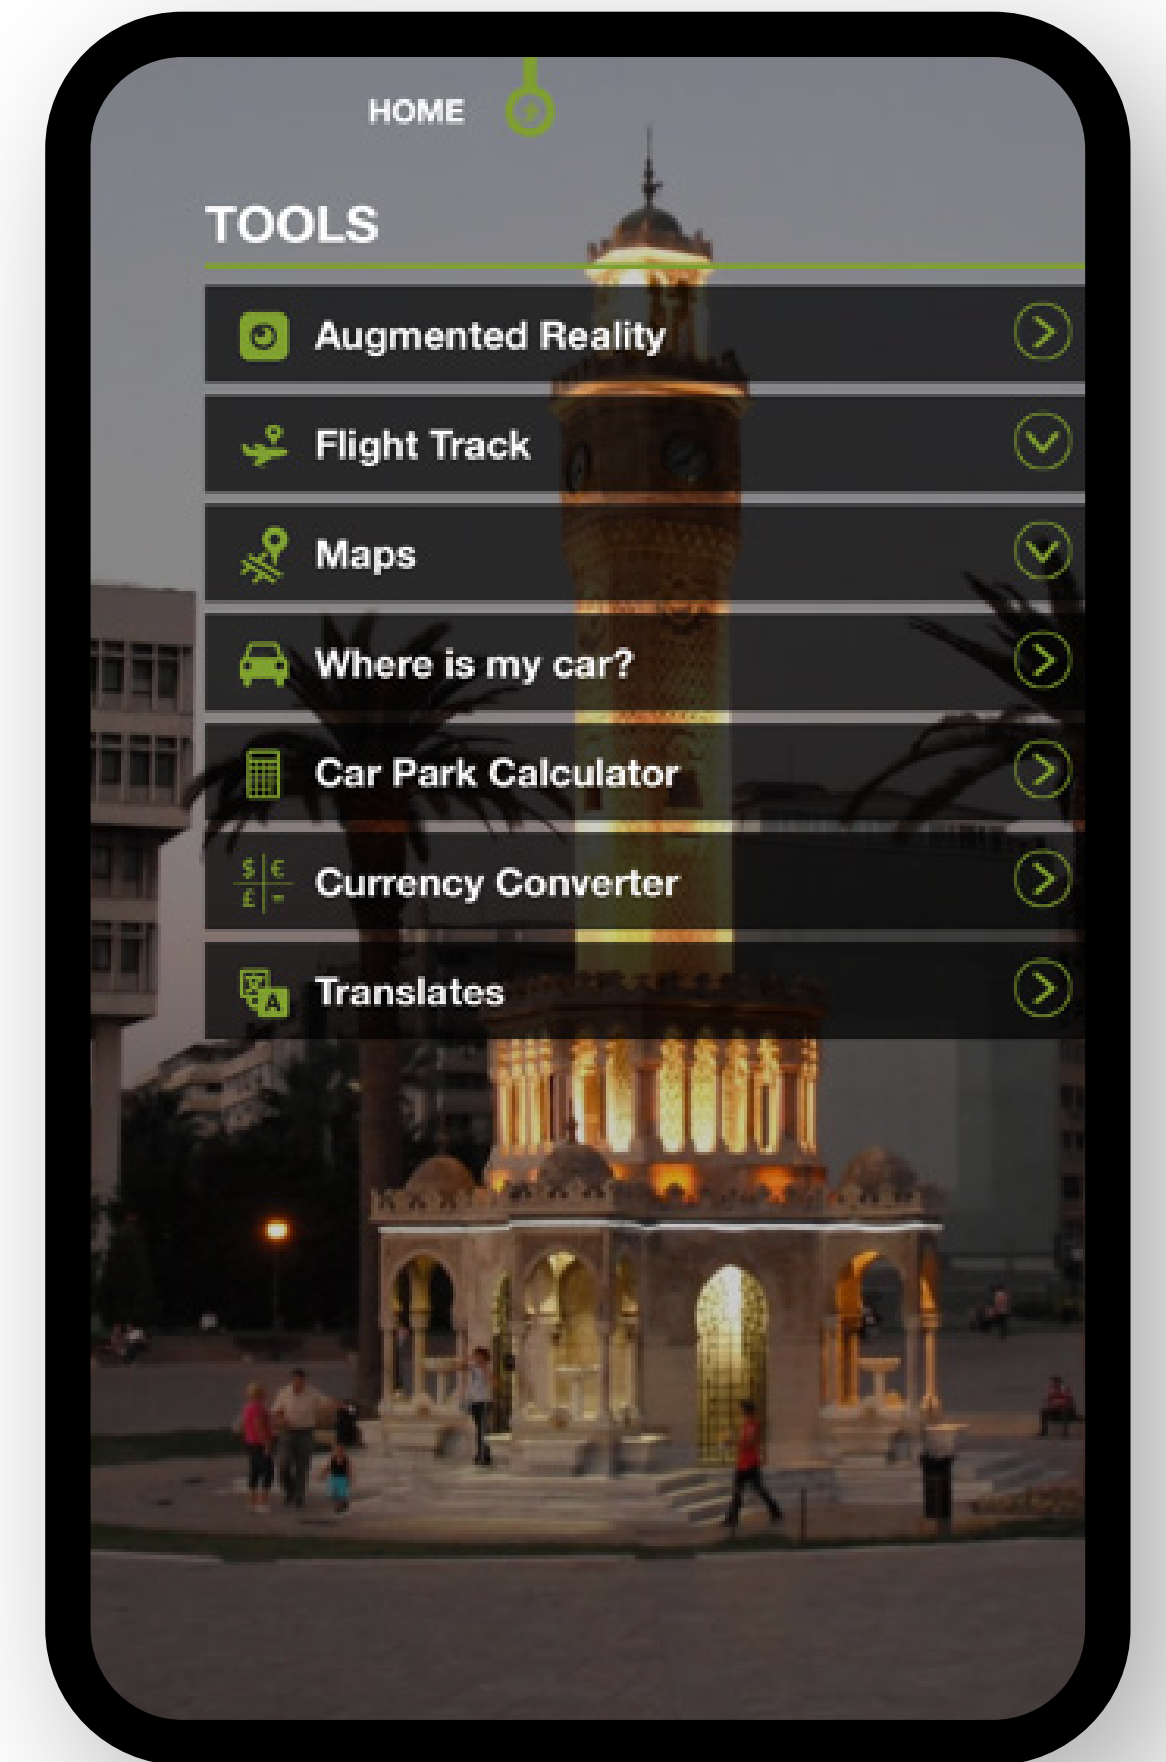 HOME
TOOLS
Augmented Reality
Flight Track
Maps
Where is my car?
Car Park Calculator
$ €
£ =
Currency Converter
A
Translates